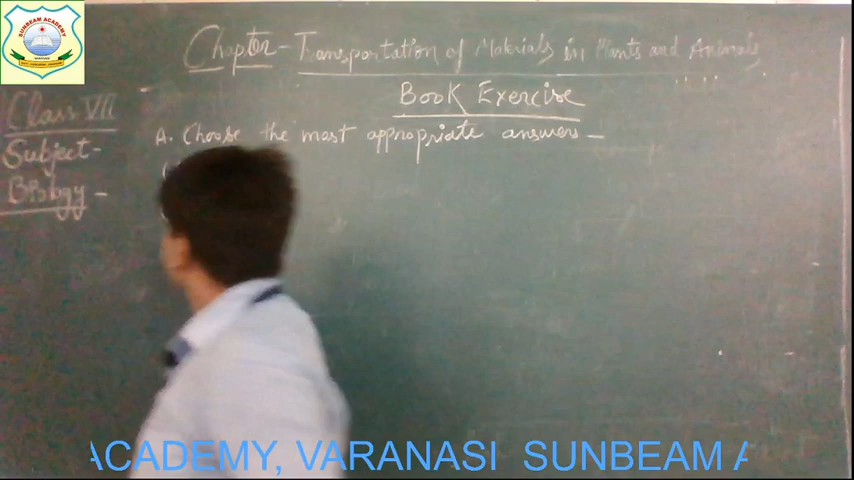 SUNBEAM ACADEMY
Chapter - Transportation of Materials in Plants and Animals
Book Exercise
Class VII
Subject-
Biology -
A. Choose the most appropriate answers -
ACADEMY, VARANASI SUNBEAM A